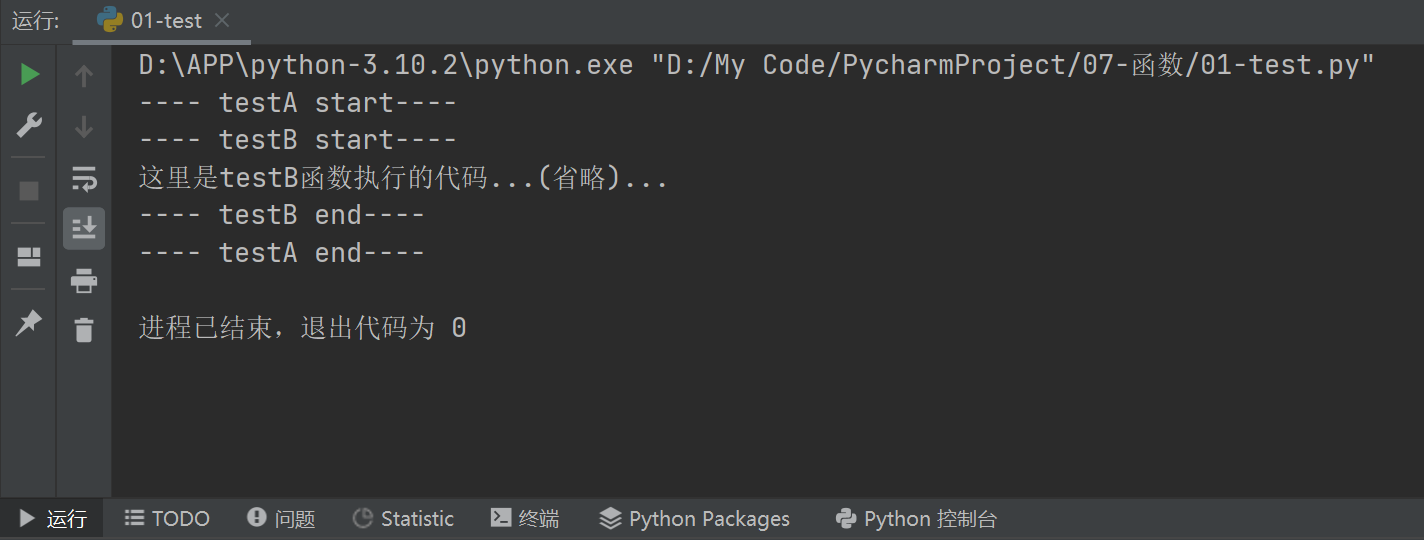 运行: 01-test
D:\APP\python-3.10.2\python.exe "D:/My Code/PycharmProject/07-函数/01-test.py"
---- testA start----
---- testB start----
这里是testB函数执行的代码...(省略)...
---- testB end----
---- testA end----
进程已结束，退出代码为 0
运行 TODO 问题 Statistic 终端 Python Packages Python 控制台